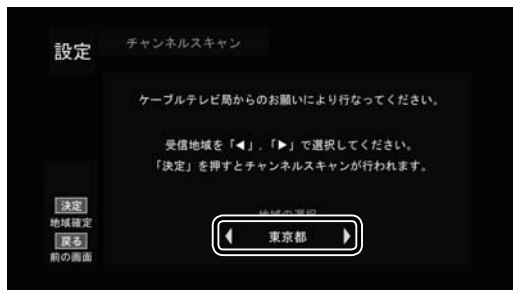 設定
チャンネルスキャン
ケーブルテレビ局からのお願いにより行なってください。
受信地域を「◀」.「▶」で選択してください。
「決定」を押すとチャンネルスキャンが行われます。
地域の選択
◀ 東京都 ▶
決定
地域確定
戻る
前の画面